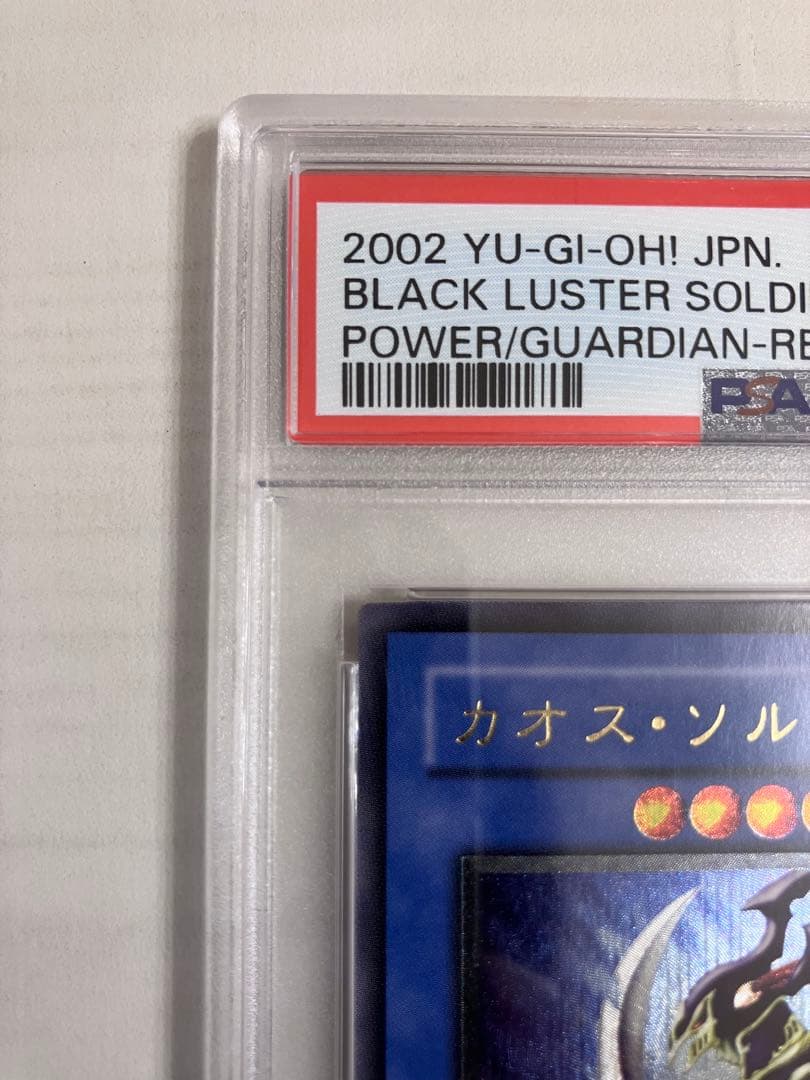 2002 YU-GI-OH! JPN.
BLACK LUSTER SOLDI
POWER/GUARDIAN-RE
PSA
カオス・ソル